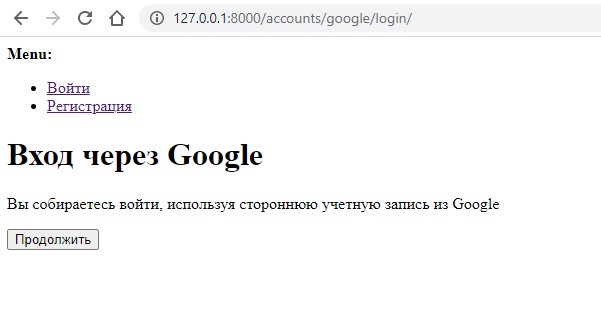 127.0.0.1:8000/accounts/google/login/
Menu:
Войти
Регистрация
Вход через Google
Вы собираетесь войти, используя стороннюю учетную запись из Google
Продолжить